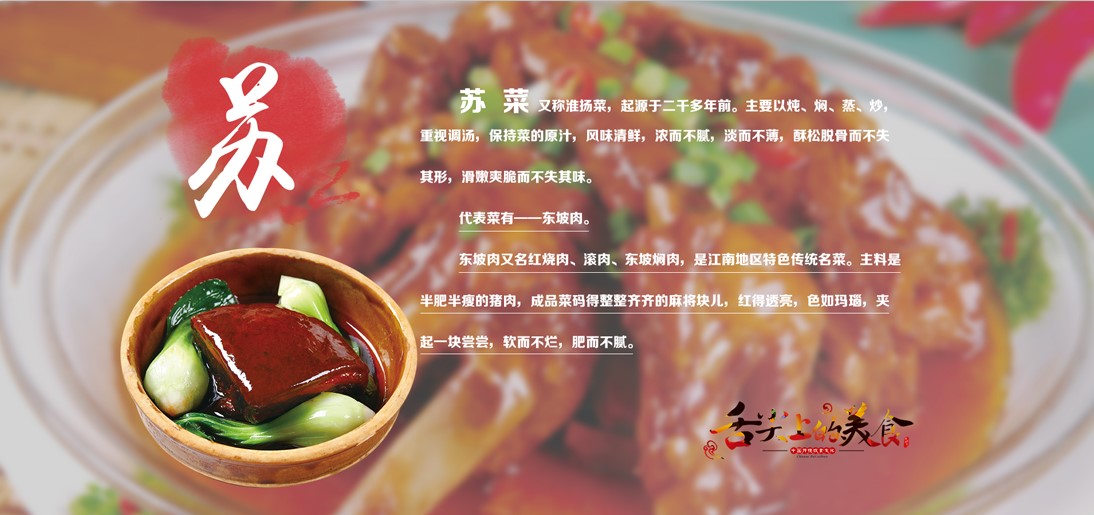 苏
苏 菜 又称淮扬菜，起源于二千多年前。主要以炖、焖、蒸、炒，
重视调汤，保持菜的原汁，风味清鲜，浓而不腻，淡而不薄，酥松脱骨而不失
其形，滑嫩爽脆而不失其味。
代表菜有——东坡肉。
东坡肉又名红烧肉、滚肉、东坡焖肉，是江南地区特色传统名菜。主料是
半肥半瘦的猪肉，成品菜码得整整齐齐的麻将块儿，红得透亮，色如玛瑙，夹
起一块尝尝，软而不烂，肥而不腻。
舌尖上的美食